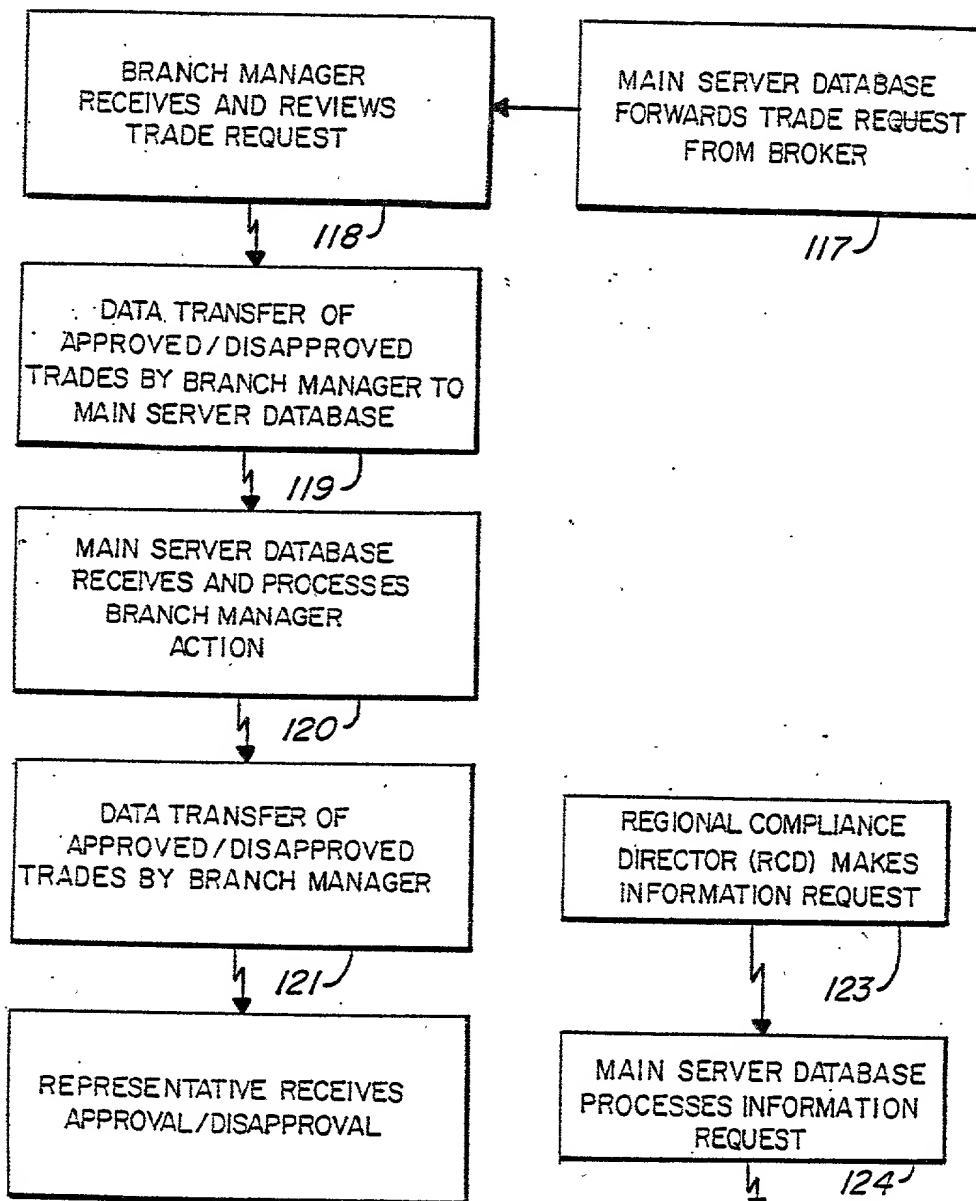 BRANCH MANAGER
RECEIVES AND REVIEWS
TRADE REQUEST
118
MAIN SERVER DATABASE
FORWARDS TRADE REQUEST
FROM BROKER
117
DATA TRANSFER OF
APPROVED/DISAPPROVED
TRADES BY BRANCH MANAGER TO
MAIN SERVER DATABASE
119
MAIN SERVER DATABASE
RECEIVES AND PROCESSES
BRANCH MANAGER
ACTION
120
DATA TRANSFER OF
APPROVED/DISAPPROVED
TRADES BY BRANCH MANAGER
121
REPRESENTATIVE RECEIVES
APPROVAL/DISAPPROVAL
REGIONAL COMPLIANCE
DIRECTOR (RCD) MAKES
INFORMATION REQUEST
123
MAIN SERVER DATABASE
PROCESSES INFORMATION
REQUEST
124